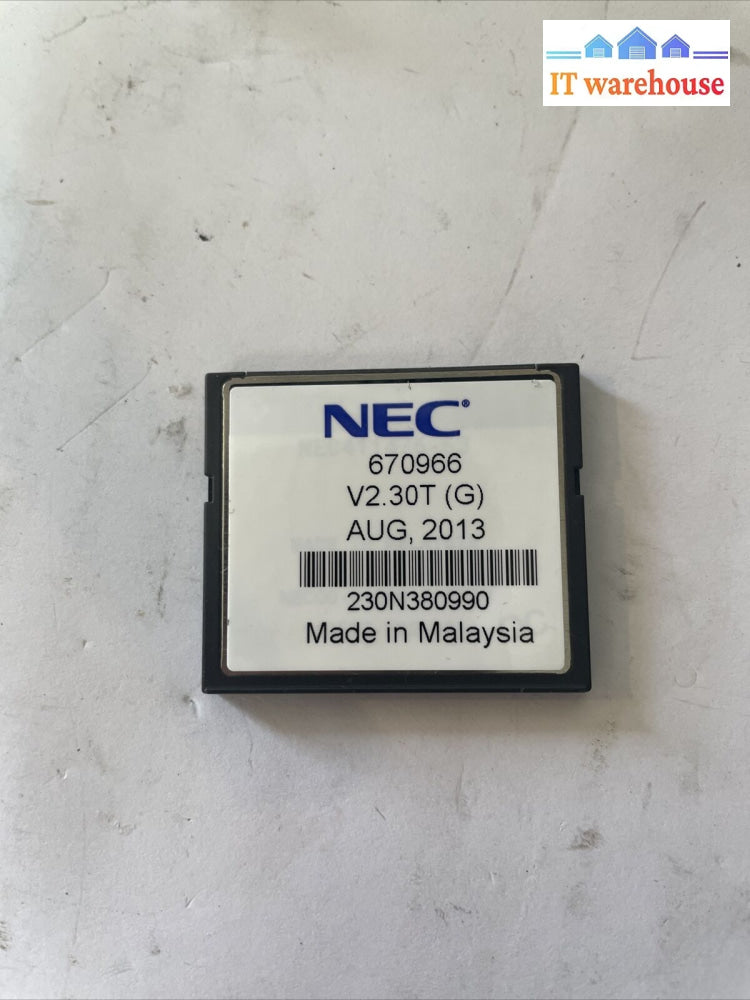 IT warehouse
NEC®
670966
V2.30T (G)
AUG, 2013
230N380990
Made in Malaysia